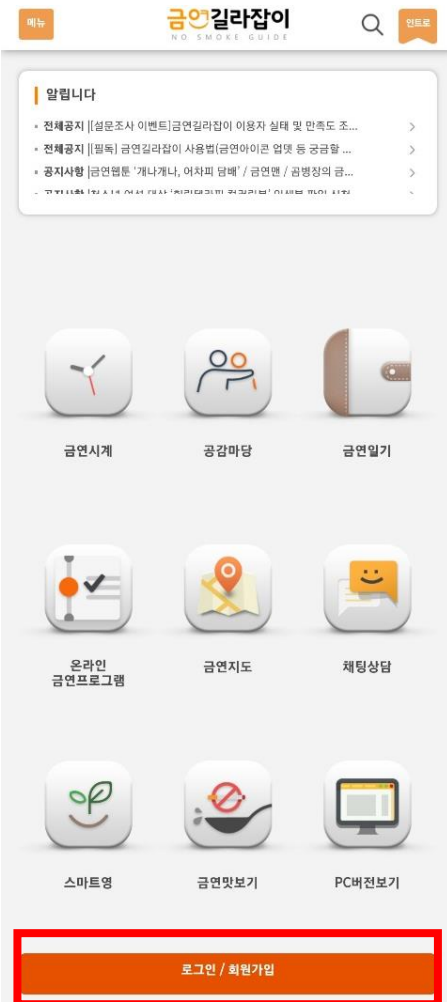 메뉴
금연길라잡이
NO SMOKE GUIDE
인트로
알립니다
전체공지 |[설문조사 이벤트]금연길라잡이 이용자 실태 및 만족도 조...
전체공지 |[필독] 금연길라잡이 사용법(금연아이콘 업뎃 등 궁금할 ...
공지사항 |금연웹툰 '개나개나, 어차피 담배' / 금연맨 / 곰병장의 금...
공지사항
금연시계
공감마당
금연일기
온라인
금연프로그램
금연지도
채팅상담
스마트영
금연맛보기
PC버전보기
로그인 / 회원가입